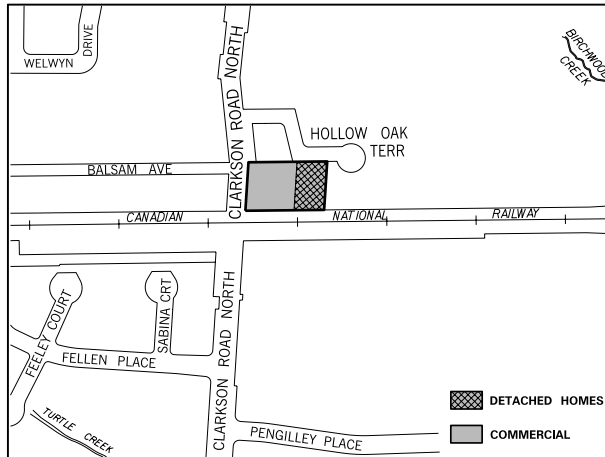 WELWYN
DRIVE
CLARKSON ROAD NORTH
BIRCHWOOD
CREEK
HOLLOW OAK
TERR
BALSAM AVE
CANADIAN NATIONAL RAILWAY
FEELEY COURT
SABINA CRT
FELLEN PLACE
CLARKSON ROAD NORTH
TURTLE CREEK
PENGILLEY PLACE
DETACHED HOMES
COMMERCIAL